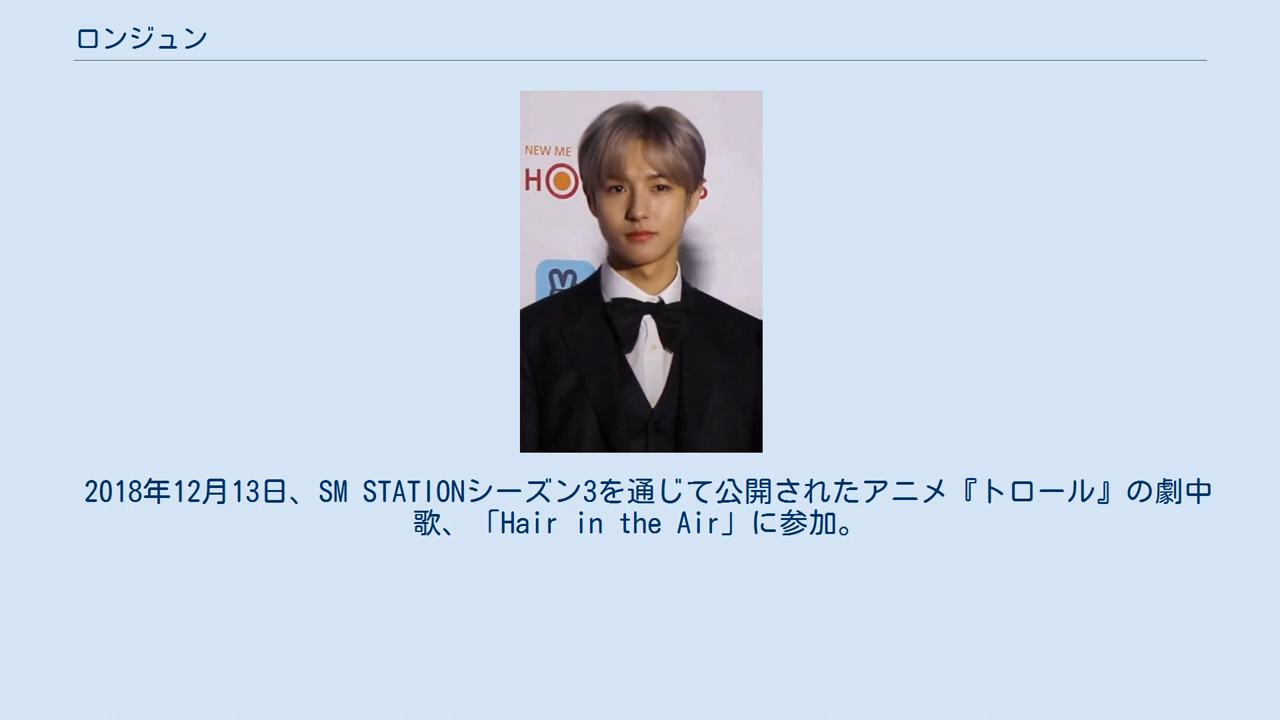 ロンジュン
NEW ME
HO
2018年12月13日、SM STATIONシーズン3を通じて公開されたアニメ『トロール』の劇中
歌、「Hair in the Air」に参加。